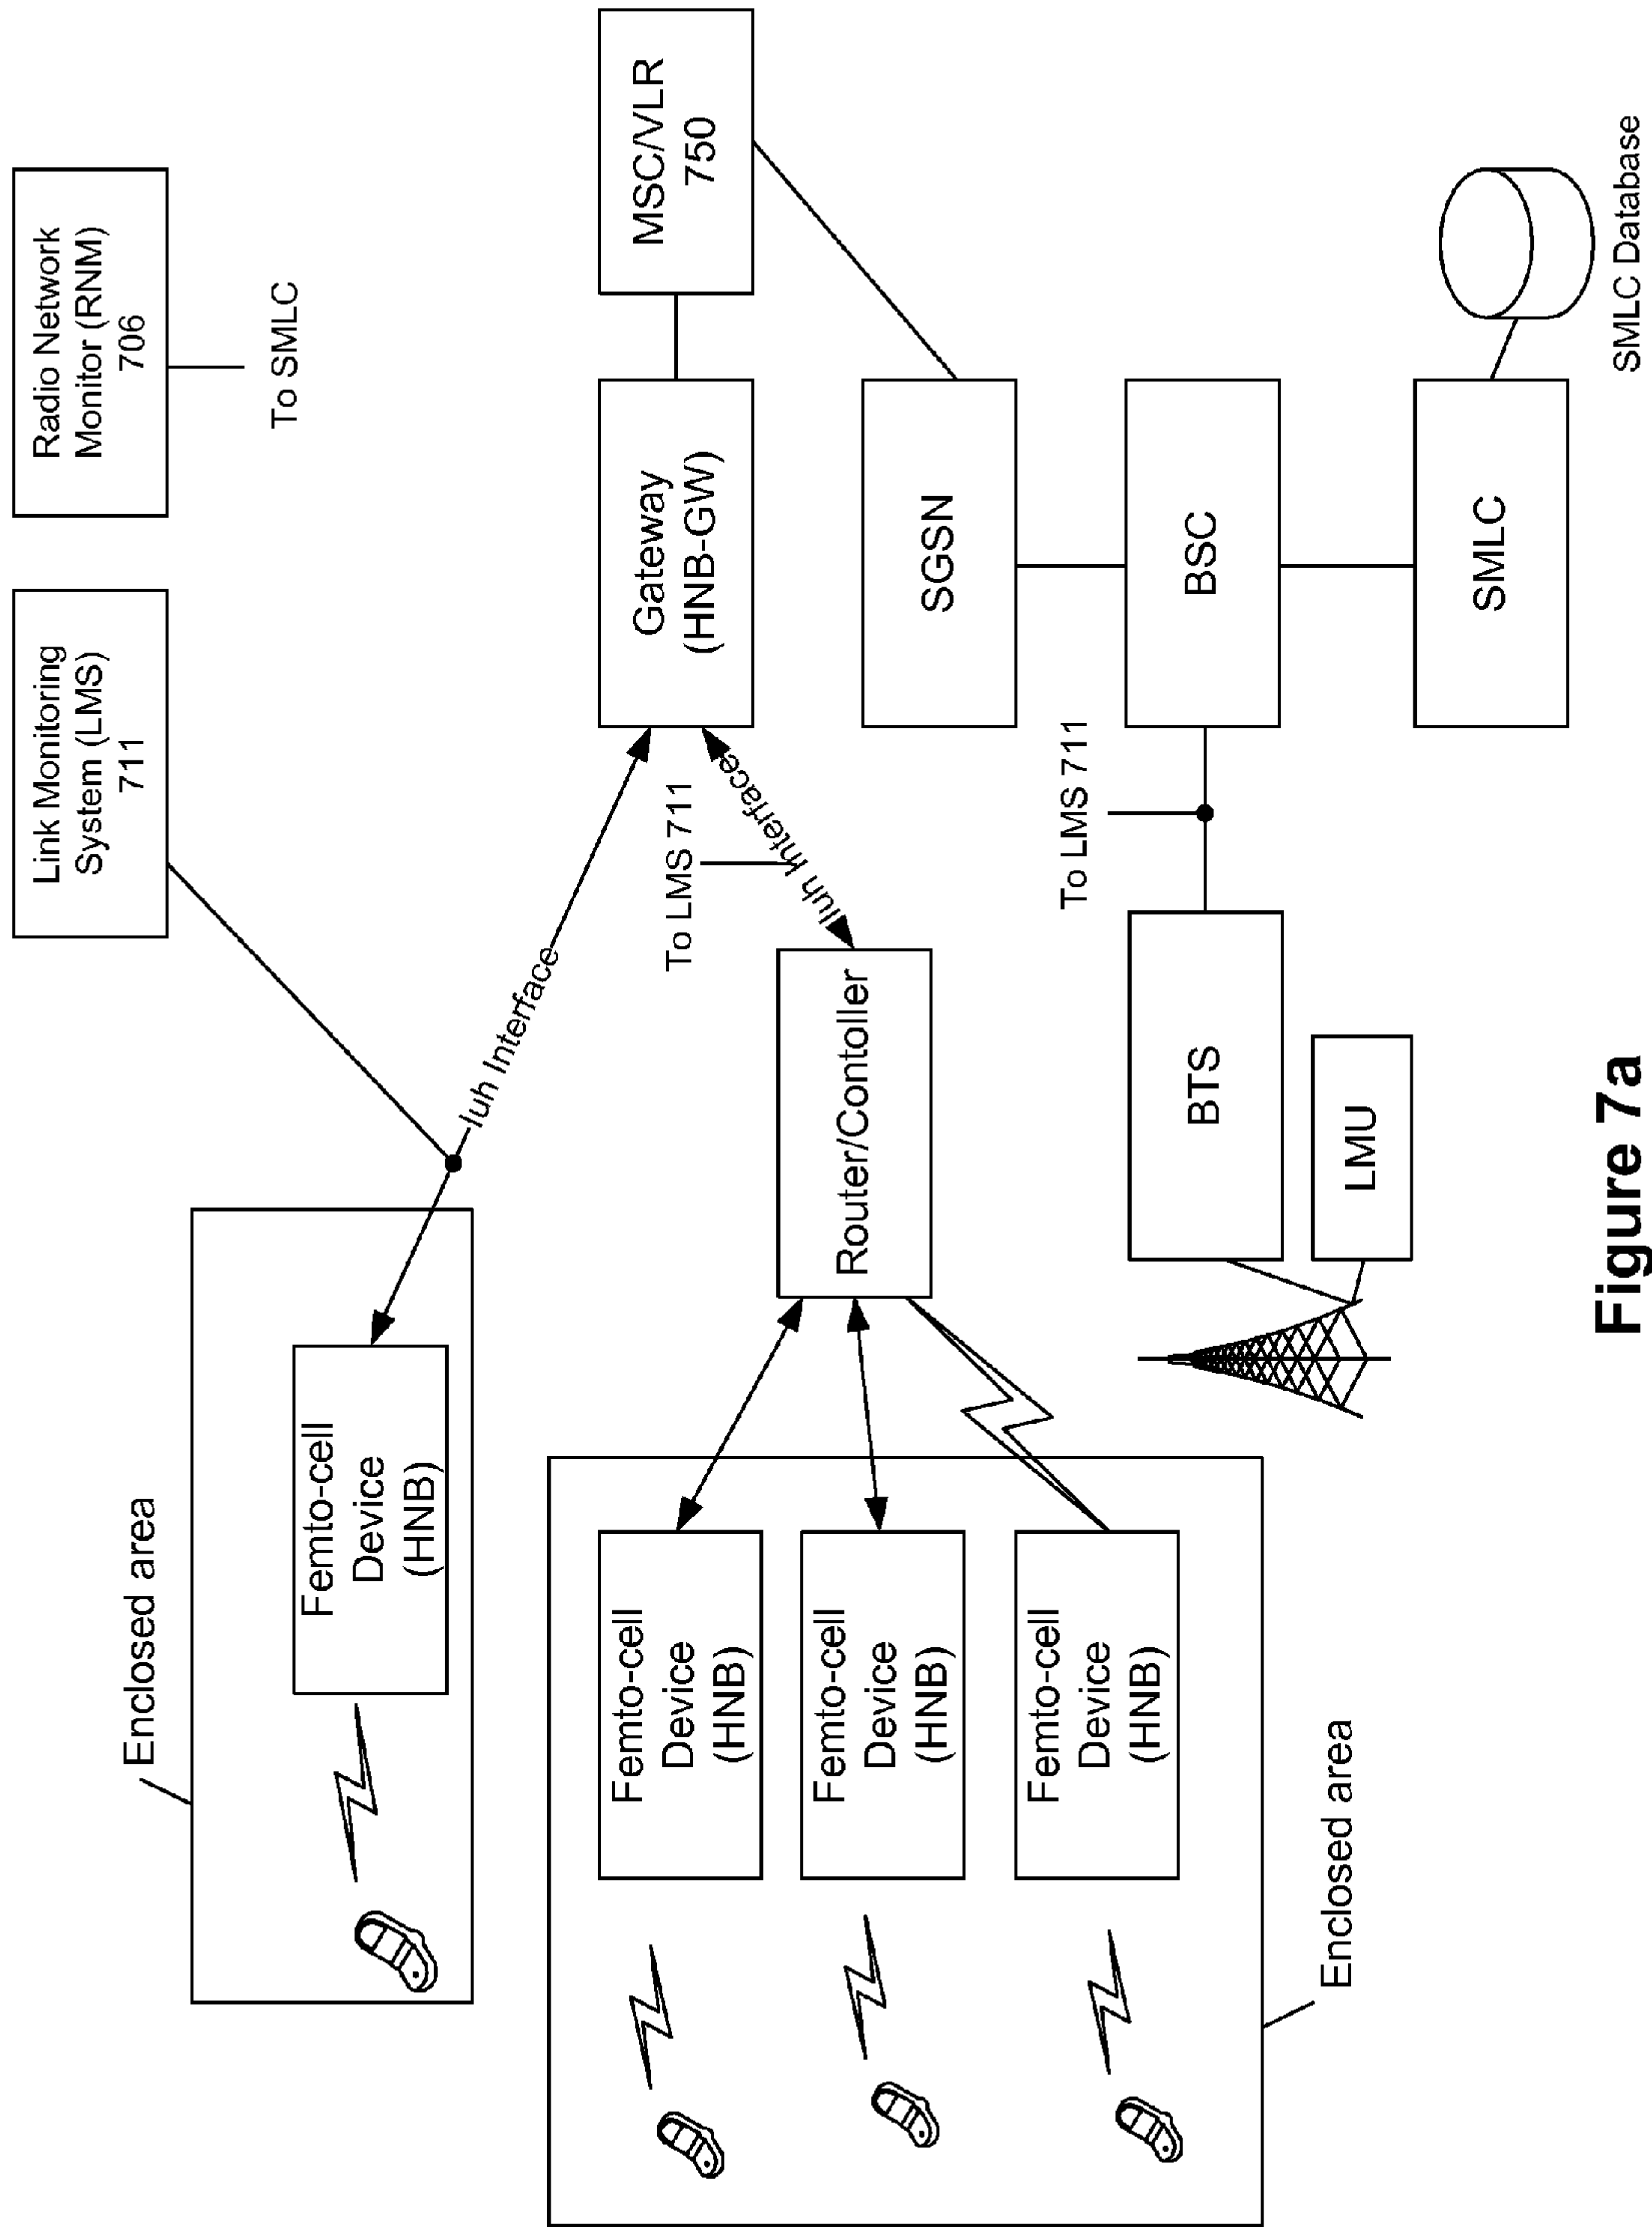 Link Monitoring
System (LMS)
711
Radio Network
Monitor (RNM)
706
To SMLC
Enclosed area
Femto-cell
Device
(HNB)
Iuh Interface
Gateway
(HNB-GW)
MSC/VLR
750
To LMS 711
Iuh Interface
Femto-cell
Device
(HNB)
Femto-cell
Device
(HNB)
Femto-cell
Device
(HNB)
Router/Contoller
SGSN
To LMS 711
BTS
BSC
LMU
Enclosed area
SMLC
SMLC Database
Figure 7a